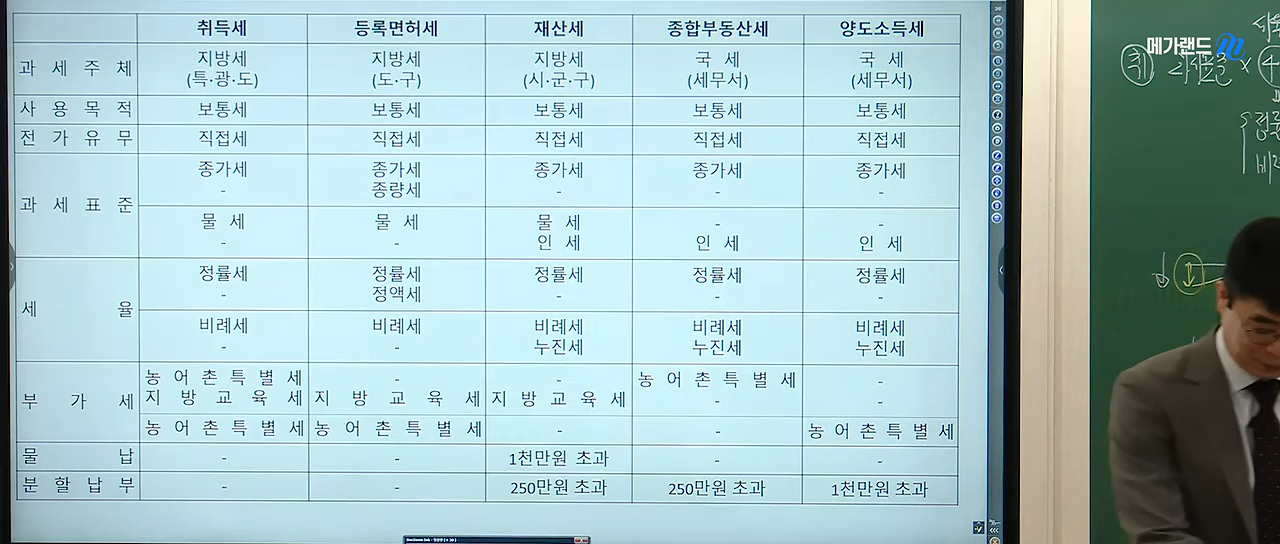 취득세 등록면허세 재산세 종합부동산세 양도소득세
과 세 주 체 지방세 지방세 지방세 국 세 국 세
(특·광·도) (도·구) (시·군·구) (세무서) (세무서)
사 용 목 적 보통세 보통세 보통세 보통세 보통세
전 가 유 무 직접세 직접세 직접세 직접세 직접세
과 세 표 준 종가세 종가세 종가세 종가세 종가세
- 종량세 - - -
물 세 물 세 물 세 - -
- - 인 세 인 세 인 세
세 율 정률세 정률세 정률세 정률세 정률세
- 정액세 - - -
비례세 비례세 비례세 비례세 비례세
- - 누진세 누진세 누진세
부 가 세 농 어 촌 특 별 세 - - 농 어 촌 특 별 세 -
지 방 교 육 세 지 방 교 육 세 지 방 교 육 세 - -
농 어 촌 특 별 세 농 어 촌 특 별 세 - - 농 어 촌 특 별 세
물 납 - - 1천만원 초과 - -
분 할 납 부 - - 250만원 초과 250만원 초과 1천만원 초과
메가랜드
취